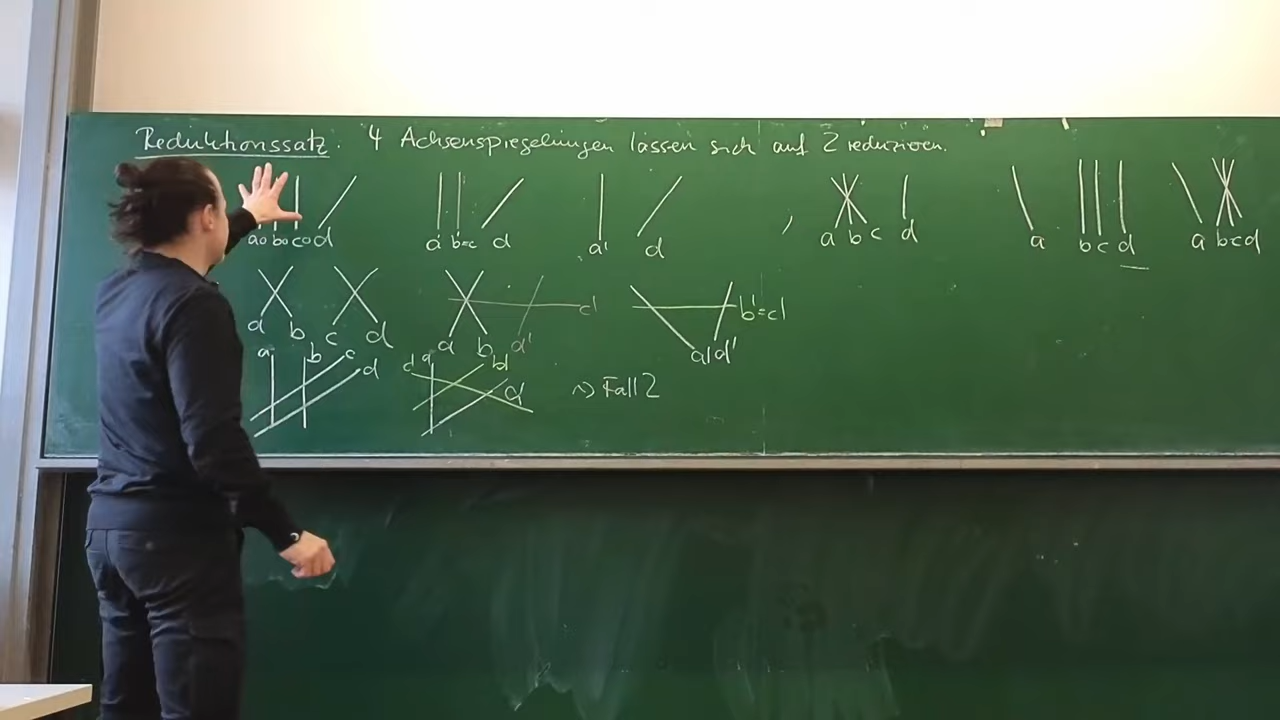 Reduktionssatz. 4 Achsenspiegelungen lassen sich auf 2 reduzieren.
a∘ b∘ c∘ d a' b=c d a' d , a b c d a b c d a b c d
a b c d a b d' c' a' d' b'=c'
a b c d d a b' a' ⤳ Fall 2